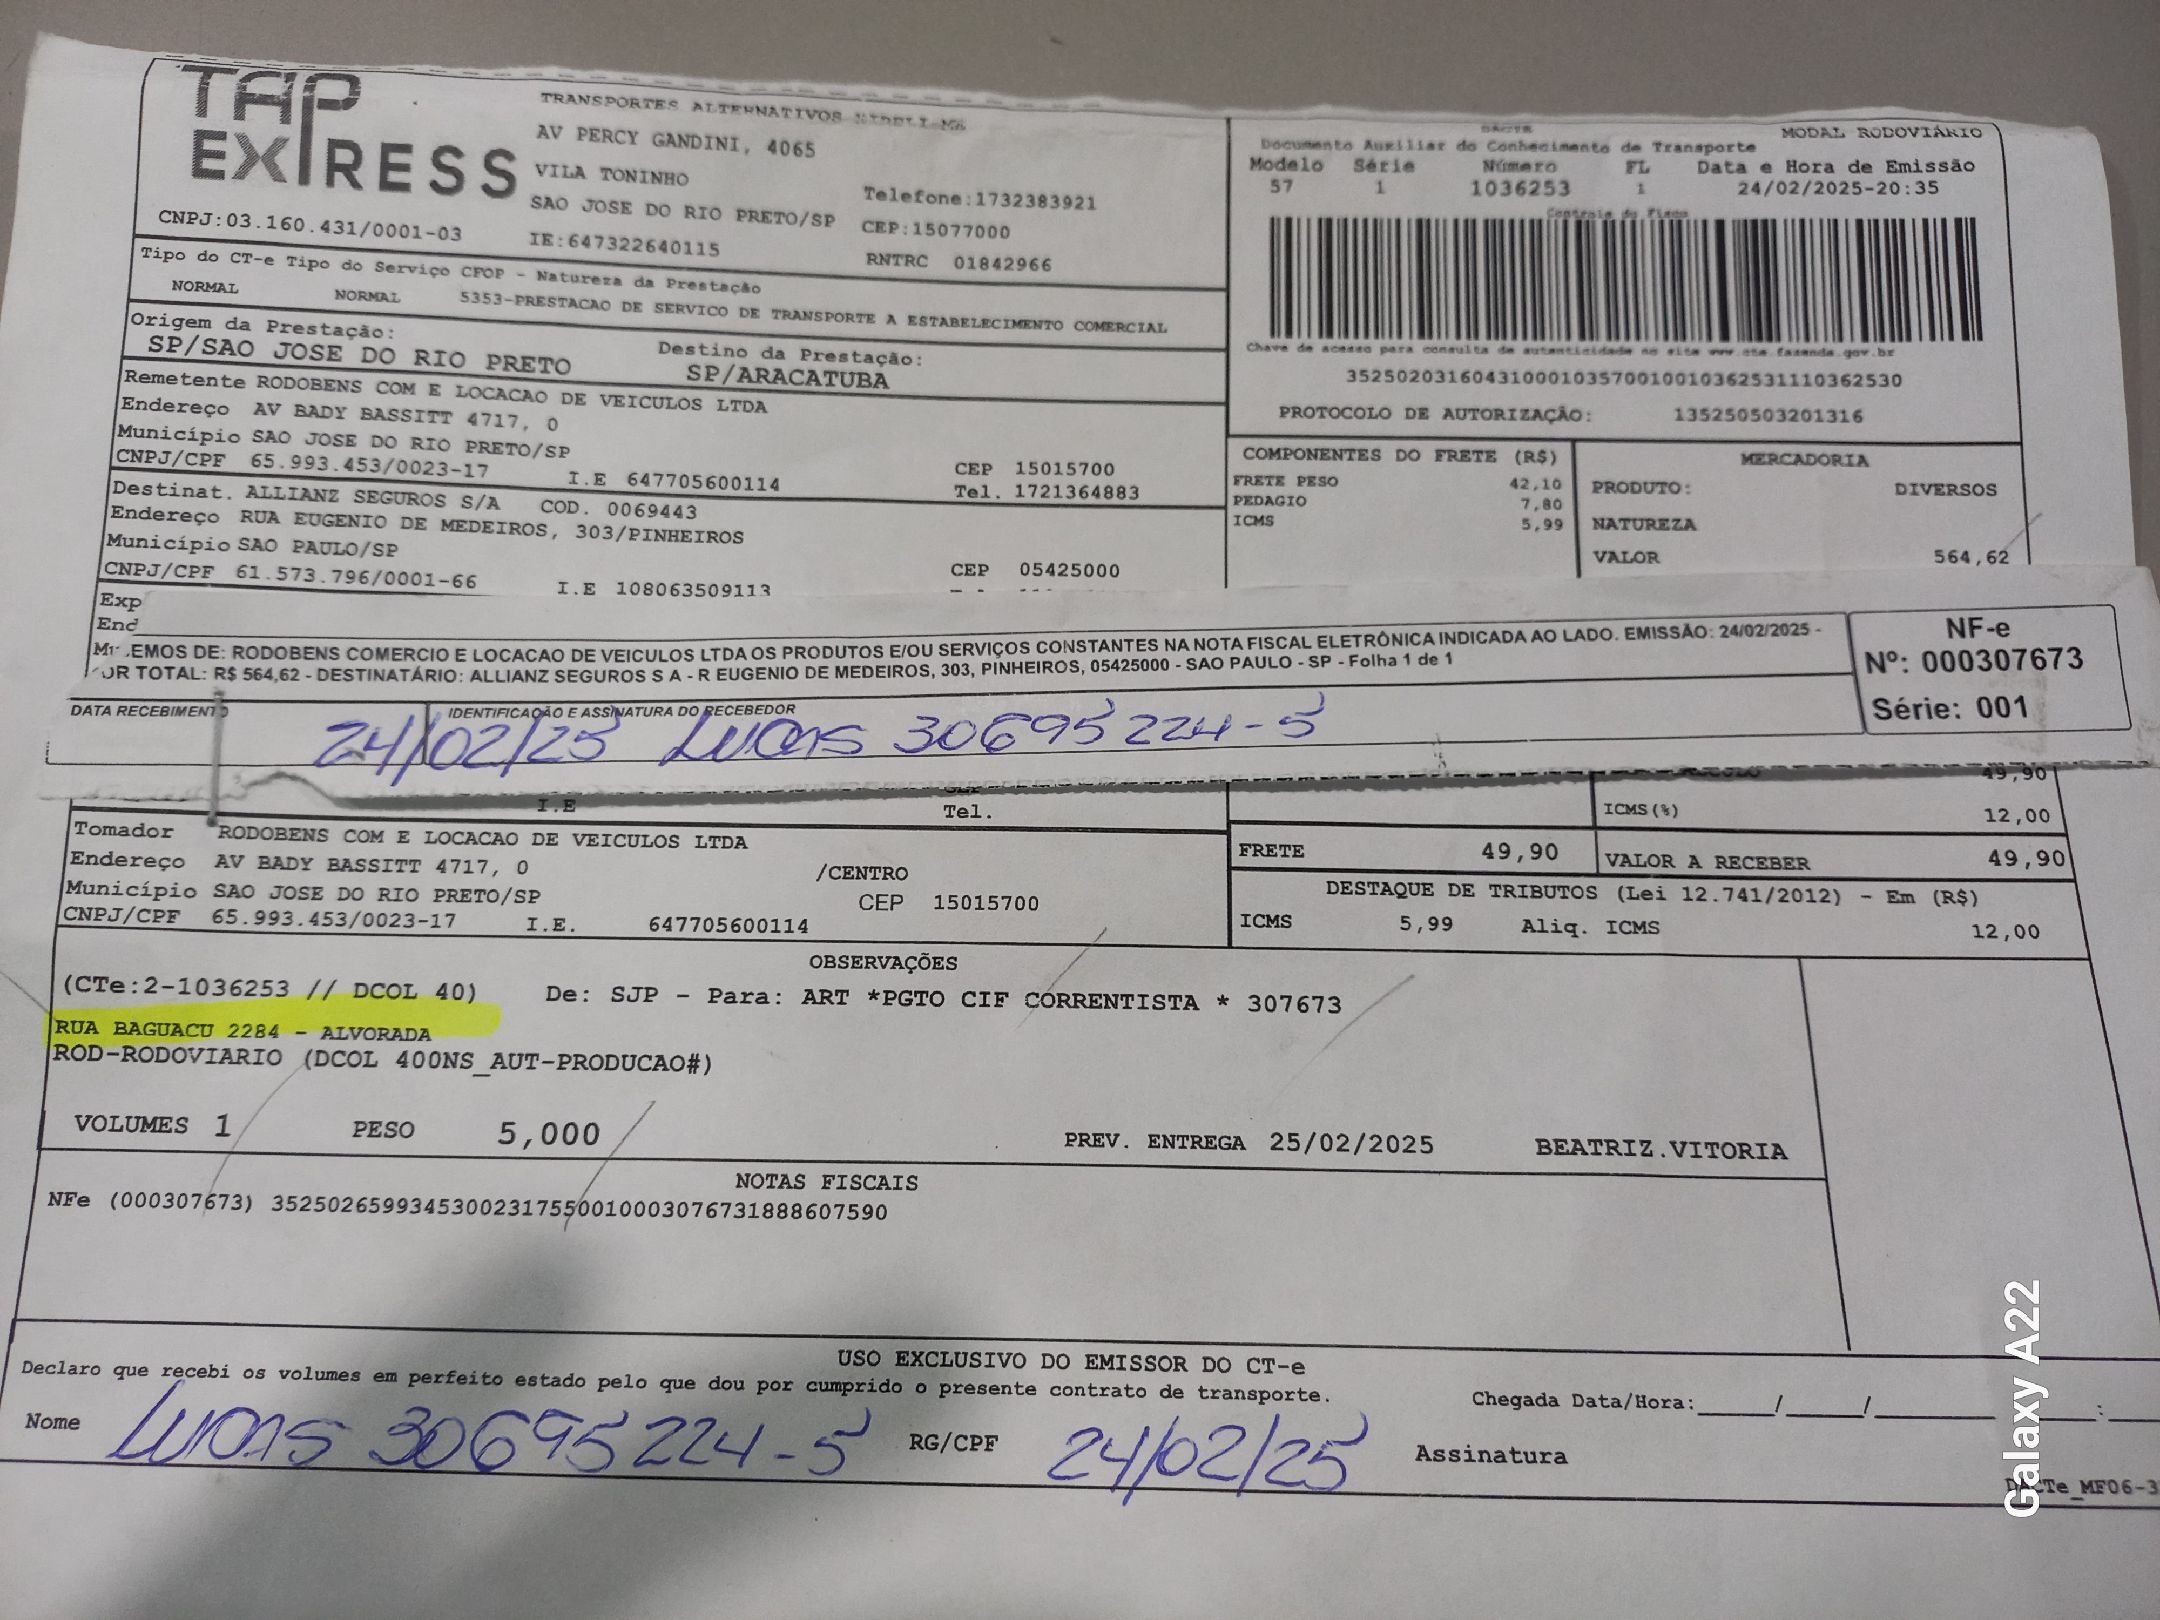 TAP
EXPRESS
TRANSPORTES ALTERNATIVOS
AV PERCY GANDINI, 4065
VILA TONINHO
SAO JOSE DO RIO PRETO/SP
Telefone:1732383921
CEP:15077000
CNPJ:03.160.431/0001-03
IE:647322640115
RNTRC 01842966
DACTE
MODAL RODOVIÁRIO
Documento Auxiliar do Conhecimento de Transporte
Modelo Série Número FL Data e Hora de Emissão
57 1 1036253 1 24/02/2025-20:35
Controle do Fisco
Chave de acesso para consulta de autenticidade no site www.cte.fazenda.gov.br
35250203160431000103570010010362531110362530
PROTOCOLO DE AUTORIZAÇÃO: 135250503201316
Tipo do CT-e Tipo do Serviço CFOP - Natureza da Prestação
NORMAL NORMAL 5353-PRESTACAO DE SERVICO DE TRANSPORTE A ESTABELECIMENTO COMERCIAL
Origem da Prestação:
SP/SAO JOSE DO RIO PRETO
Destino da Prestação:
SP/ARACATUBA
Remetente RODOBENS COM E LOCACAO DE VEICULOS LTDA
Endereço AV BADY BASSITT 4717, 0
Município SAO JOSE DO RIO PRETO/SP
CEP 15015700
CNPJ/CPF 65.993.453/0023-17 I.E 647705600114
Tel. 1721364883
Destinat. ALLIANZ SEGUROS S/A COD. 0069443
Endereço RUA EUGENIO DE MEDEIROS, 303/PINHEIROS
Município SAO PAULO/SP
CEP 05425000
CNPJ/CPF 61.573.796/0001-66 I.E 108063509113
COMPONENTES DO FRETE (R$)
FRETE PESO 42,10
PEDAGIO 7,80
ICMS 5,99
MERCADORIA
PRODUTO: DIVERSOS
NATUREZA
VALOR 564,62
Exp
End
EMOS DE: RODOBENS COMERCIO E LOCACAO DE VEICULOS LTDA OS PRODUTOS E/OU SERVIÇOS CONSTANTES NA NOTA FISCAL ELETRÔNICA INDICADA AO LADO. EMISSÃO: 24/02/2025 -
OR TOTAL: R$ 564,62 - DESTINATÁRIO: ALLIANZ SEGUROS S A - R EUGENIO DE MEDEIROS, 303, PINHEIROS, 05425000 - SAO PAULO - SP - Folha 1 de 1
NF-e
Nº: 000307673
Série: 001
DATA RECEBIMENTO
IDENTIFICAÇÃO E ASSINATURA DO RECEBEDOR
24/02/25 Lucas 30695224-5
49,90
I.E
Tel.
ICMS(%) 12,00
Tomador RODOBENS COM E LOCACAO DE VEICULOS LTDA
Endereço AV BADY BASSITT 4717, 0 /CENTRO
Município SAO JOSE DO RIO PRETO/SP CEP 15015700
CNPJ/CPF 65.993.453/0023-17 I.E. 647705600114
FRETE 49,90 VALOR A RECEBER 49,90
DESTAQUE DE TRIBUTOS (Lei 12.741/2012) - Em (R$)
ICMS 5,99 Aliq. ICMS 12,00
OBSERVAÇÕES
(CTe:2-1036253 // DCOL 40) De: SJP - Para: ART *PGTO CIF CORRENTISTA * 307673
RUA BAGUACU 2284 - ALVORADA
ROD-RODOVIARIO (DCOL 400NS_AUT-PRODUCAO#)
VOLUMES 1 PESO 5,000 PREV. ENTREGA 25/02/2025 BEATRIZ.VITORIA
NOTAS FISCAIS
NFe (000307673) 35250265993453002317550010003076731888607590
USO EXCLUSIVO DO EMISSOR DO CT-e
Declaro que recebi os volumes em perfeito estado pelo que dou por cumprido o presente contrato de transporte.
Chegada Data/Hora:_____/_____/________ ____:___
Nome Lucas 30695224-5 RG/CPF 24/02/25 Assinatura
DACTe_MF06-3
Galaxy A22